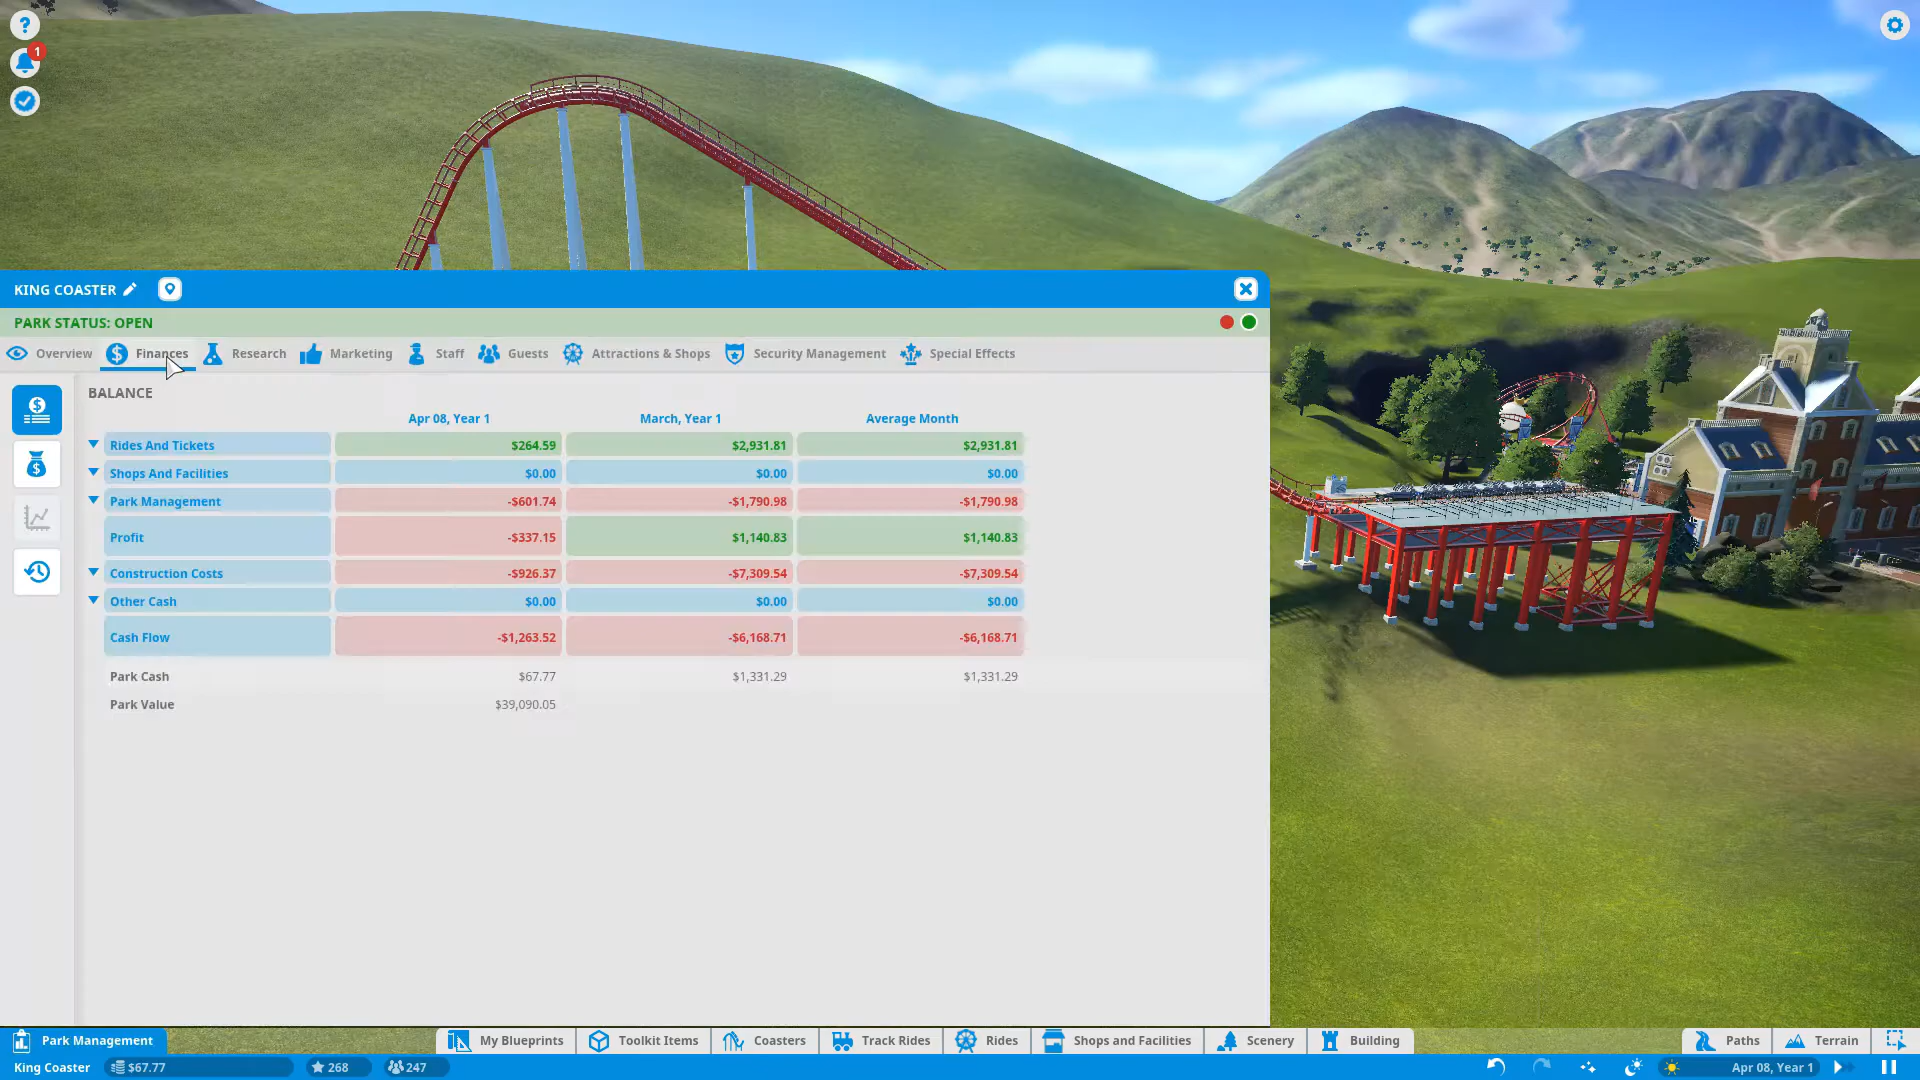 ?
1
KING COASTER
PARK STATUS: OPEN
Overview Finances Research Marketing Staff Guests Attractions & Shops Security Management Special Effects
BALANCE
Apr 08, Year 1 March, Year 1 Average Month
Rides And Tickets $264.59 $2,931.81 $2,931.81
Shops And Facilities $0.00 $0.00 $0.00
Park Management -$601.74 -$1,790.98 -$1,790.98
Profit -$337.15 $1,140.83 $1,140.83
Construction Costs -$926.37 -$7,309.54 -$7,309.54
Other Cash $0.00 $0.00 $0.00
Cash Flow -$1,263.52 -$6,168.71 -$6,168.71
Park Cash $67.77 $1,331.29 $1,331.29
Park Value $39,090.05
Park Management My Blueprints Toolkit Items Coasters Track Rides Rides Shops and Facilities Scenery Building Paths Terrain
King Coaster $67.77 268 247 Apr 08, Year 1